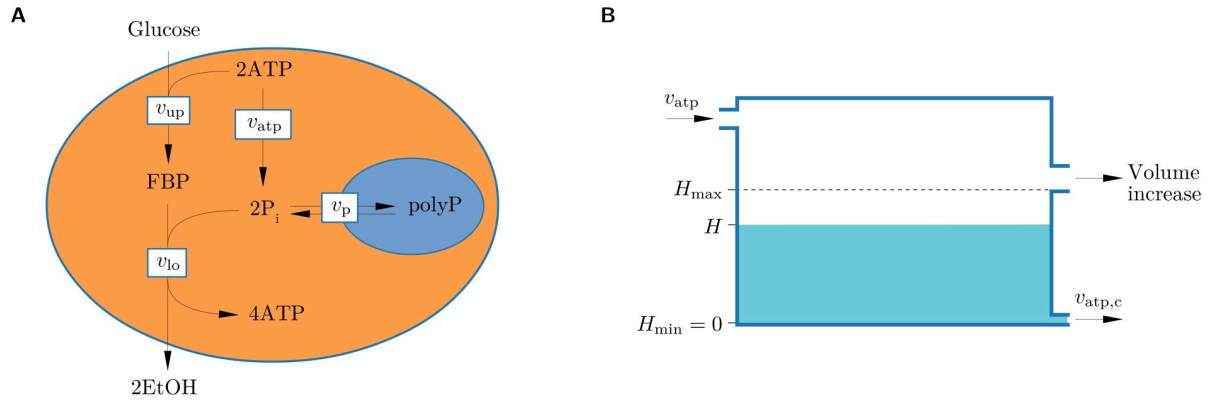 A
Glucose
2ATP
v_up
v_atp
FBP
2P_i
v_p
polyP
v_lo
4ATP
2EtOH
B
v_atp
H_max
Volume
increase
H
v_atp,c
H_min = 0